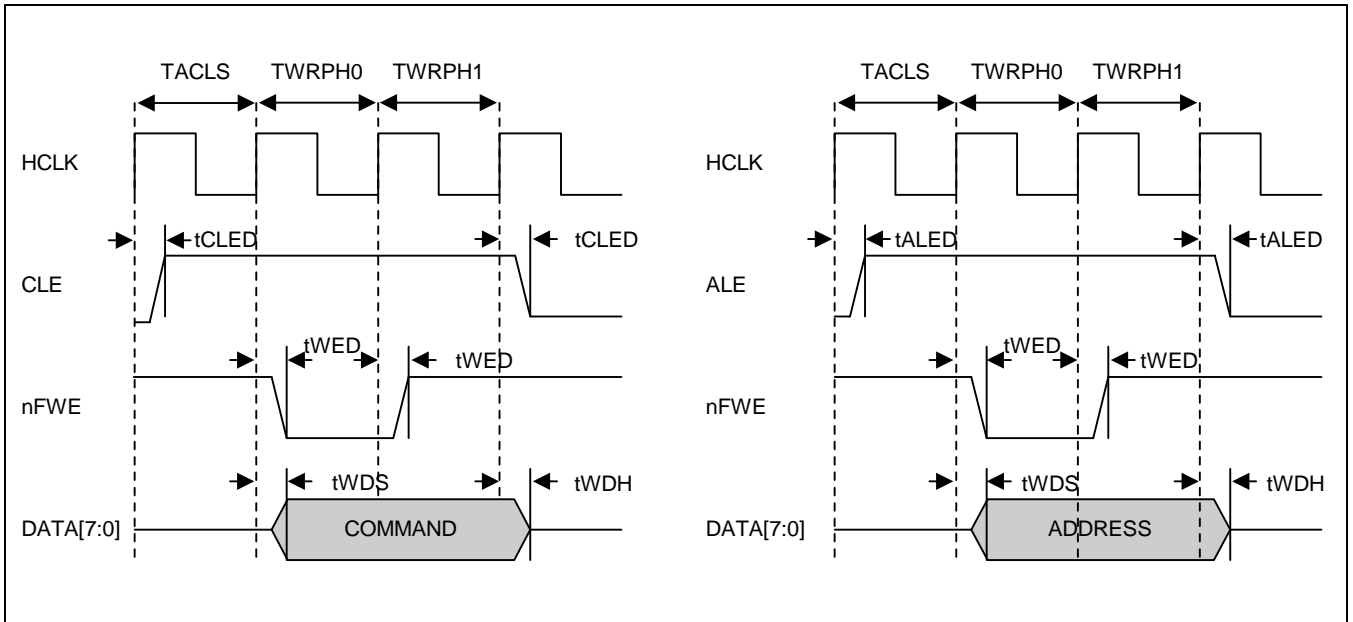 TACLS TWRPH0 TWRPH1
HCLK
tCLED tCLED
CLE
tWED tWED
nFWE
tWDS tWDH
DATA[7:0] COMMAND
TACLS TWRPH0 TWRPH1
HCLK
tALED tALED
ALE
tWED tWED
nFWE
tWDS tWDH
DATA[7:0] ADDRESS